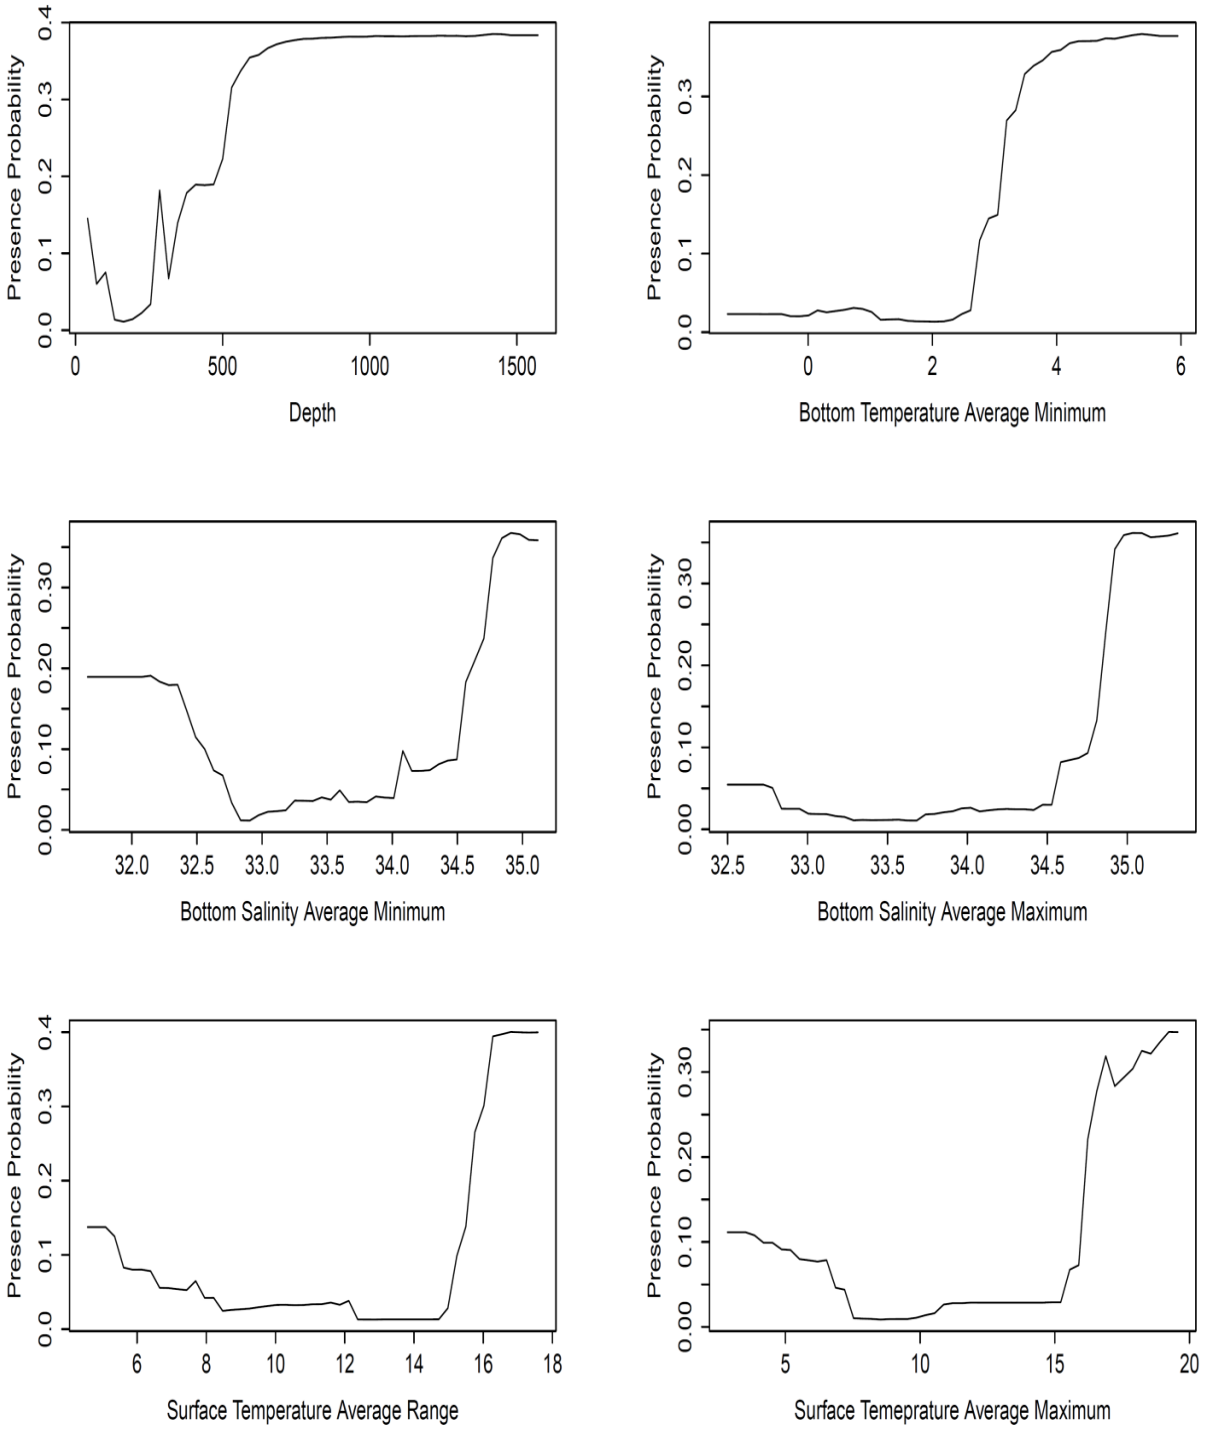 Presence Probability
0.0 0.1 0.2 0.3 0.4
0 500 1000 1500
Depth
Presence Probability
0.0 0.1 0.2 0.3
0 2 4 6
Bottom Temperature Average Minimum
Presence Probability
0.00 0.10 0.20 0.30
32.0 32.5 33.0 33.5 34.0 34.5 35.0
Bottom Salinity Average Minimum
Presence Probability
0.00 0.10 0.20 0.30
32.5 33.0 33.5 34.0 34.5 35.0
Bottom Salinity Average Maximum
Presence Probability
0.0 0.1 0.2 0.3 0.4
6 8 10 12 14 16 18
Surface Temperature Average Range
Presence Probability
0.00 0.10 0.20 0.30
5 10 15 20
Surface Temeprature Average Maximum